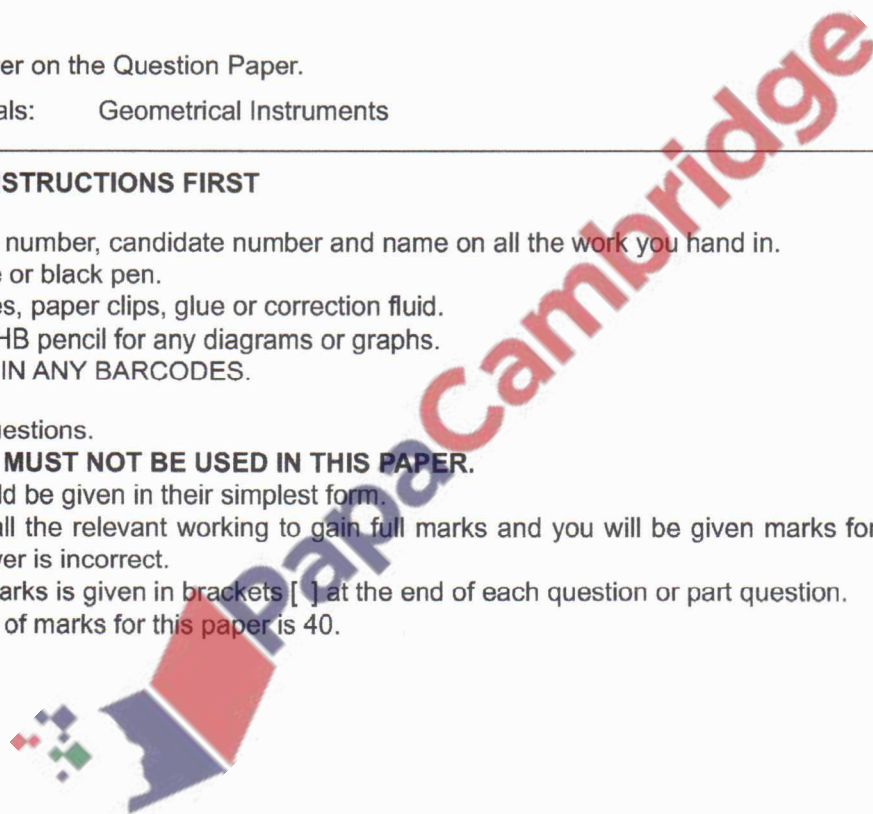 er on the Question Paper.
als: Geometrical Instruments
STRUCTIONS FIRST
number, candidate number and name on all the work you hand in.
e or black pen.
es, paper clips, glue or correction fluid.
HB pencil for any diagrams or graphs.
IN ANY BARCODES.
uestions.
MUST NOT BE USED IN THIS PAPER.
ld be given in their simplest form.
all the relevant working to gain full marks and you will be given marks for
ver is incorrect.
arks is given in brackets [ ] at the end of each question or part question.
of marks for this paper is 40.
PapaCambridge